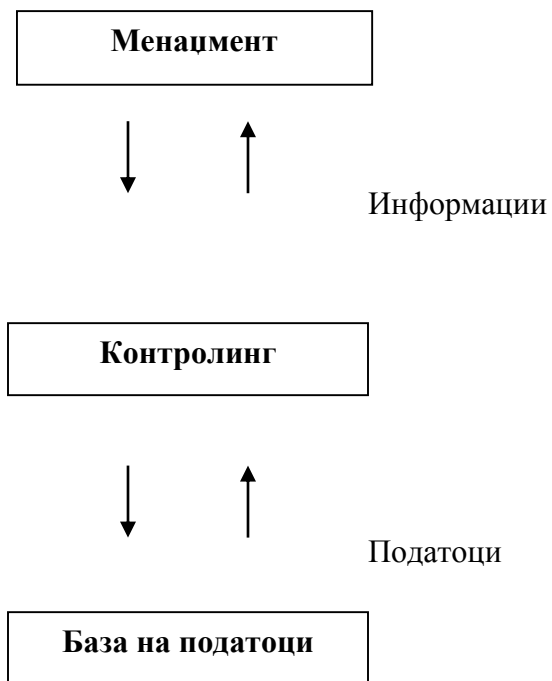 Менаџмент
Информации
Контролинг
Податоци
База на податоци